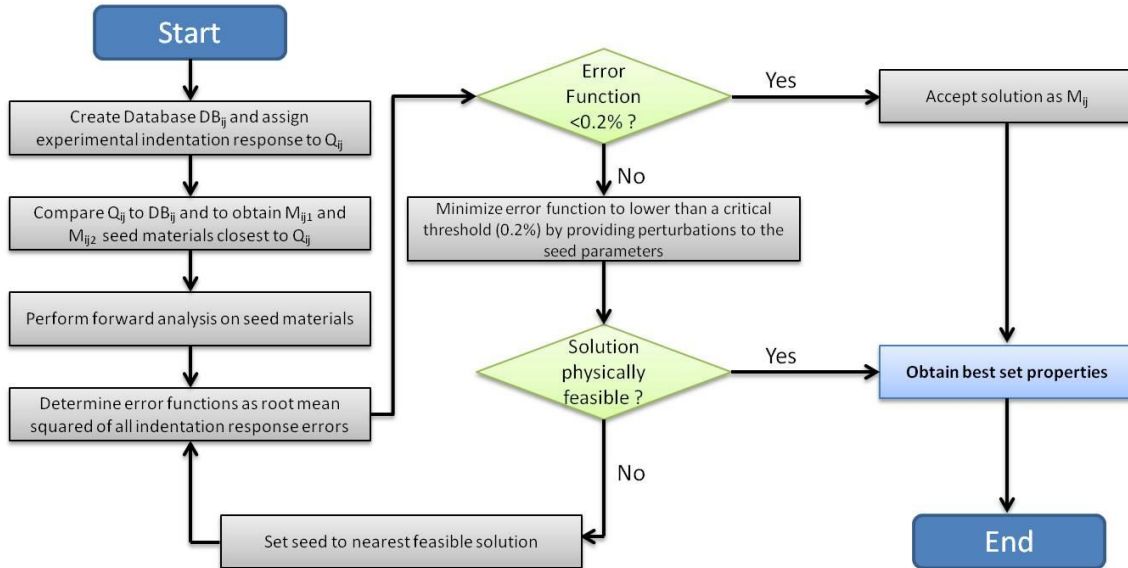 Start
Create Database DBij and assign
experimental indentation response to Qij
Compare Qij to DBij and to obtain Mij1 and
Mij2 seed materials closest to Qij
Perform forward analysis on seed materials
Determine error functions as root mean
squared of all indentation response errors
Set seed to nearest feasible solution
Error
Function
<0.2% ?
Yes
No
Minimize error function to lower than a critical
threshold (0.2%) by providing perturbations to the
seed parameters
Solution
physically
feasible ?
Yes
No
Accept solution as Mij
Obtain best set properties
End